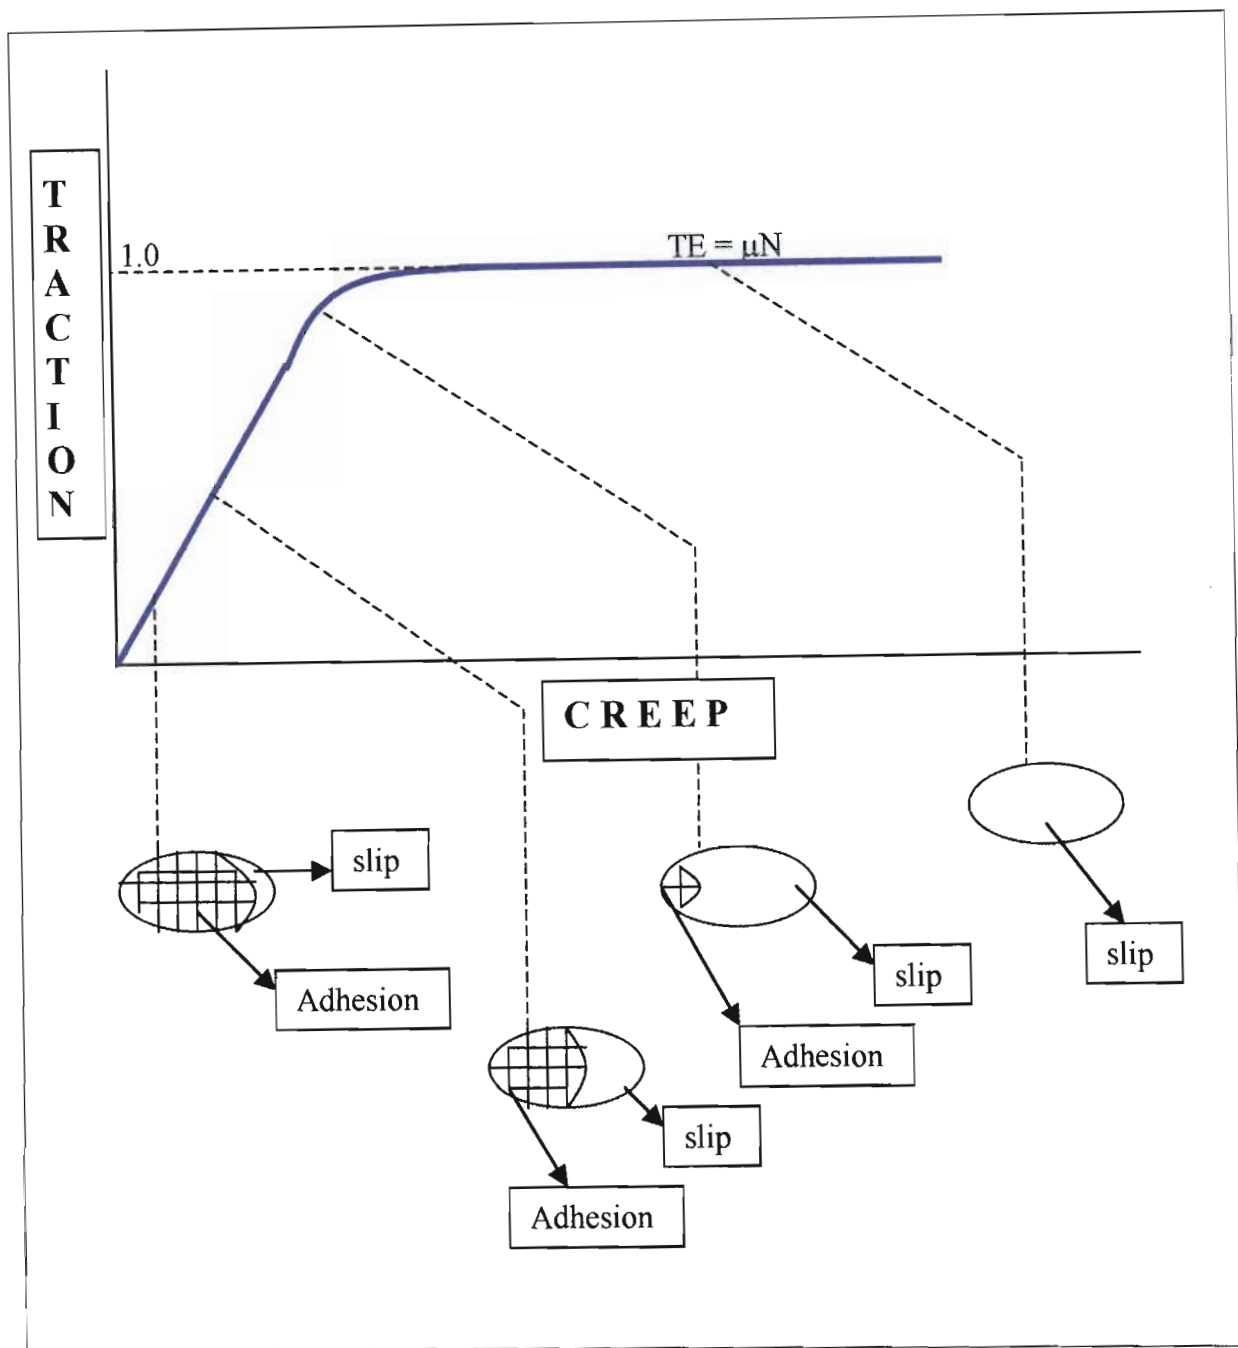 TRACTION
1.0
TE = μN
CREEP
slip
Adhesion
slip
Adhesion
slip
Adhesion
slip